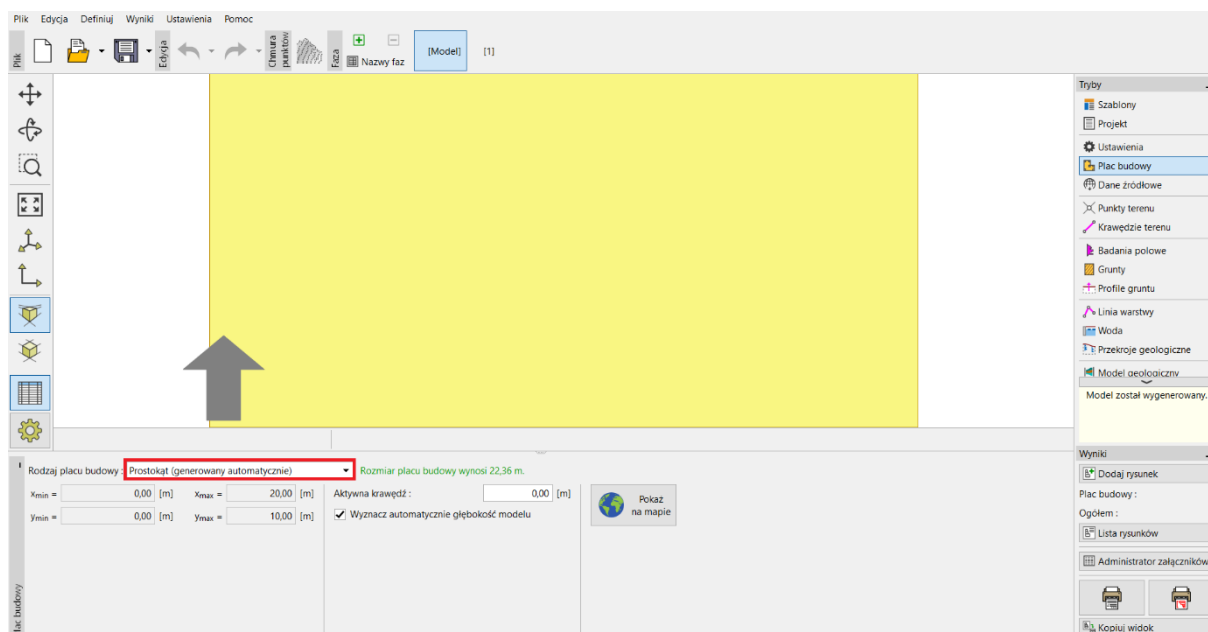 Plik Edycja Definiuj Wyniki Ustawienia Pomoc
Plik
Edycja
Chmura punktów
Faza
Nazwy faz
[Model]
[1]
Tryby
Szablony
Projekt
Ustawienia
Plac budowy
Dane źródłowe
Punkty terenu
Krawędzie terenu
Badania polowe
Grunty
Profile gruntu
Linia warstwy
Woda
Przekroje geologiczne
Model geologiczny
Model został wygenerowany.
Rodzaj placu budowy : Prostokąt (generowany automatycznie) Rozmiar placu budowy wynosi 22,36 m.
xmin = 0,00 [m] xmax = 20,00 [m] Aktywna krawędź : 0,00 [m]
ymin = 0,00 [m] ymax = 10,00 [m] Wyznacz automatycznie głębokość modelu
Pokaż
na mapie
budowy
Wyniki
Dodaj rysunek
Plac budowy :
Ogółem :
Lista rysunków
Administrator załączników
Kopiuj widok